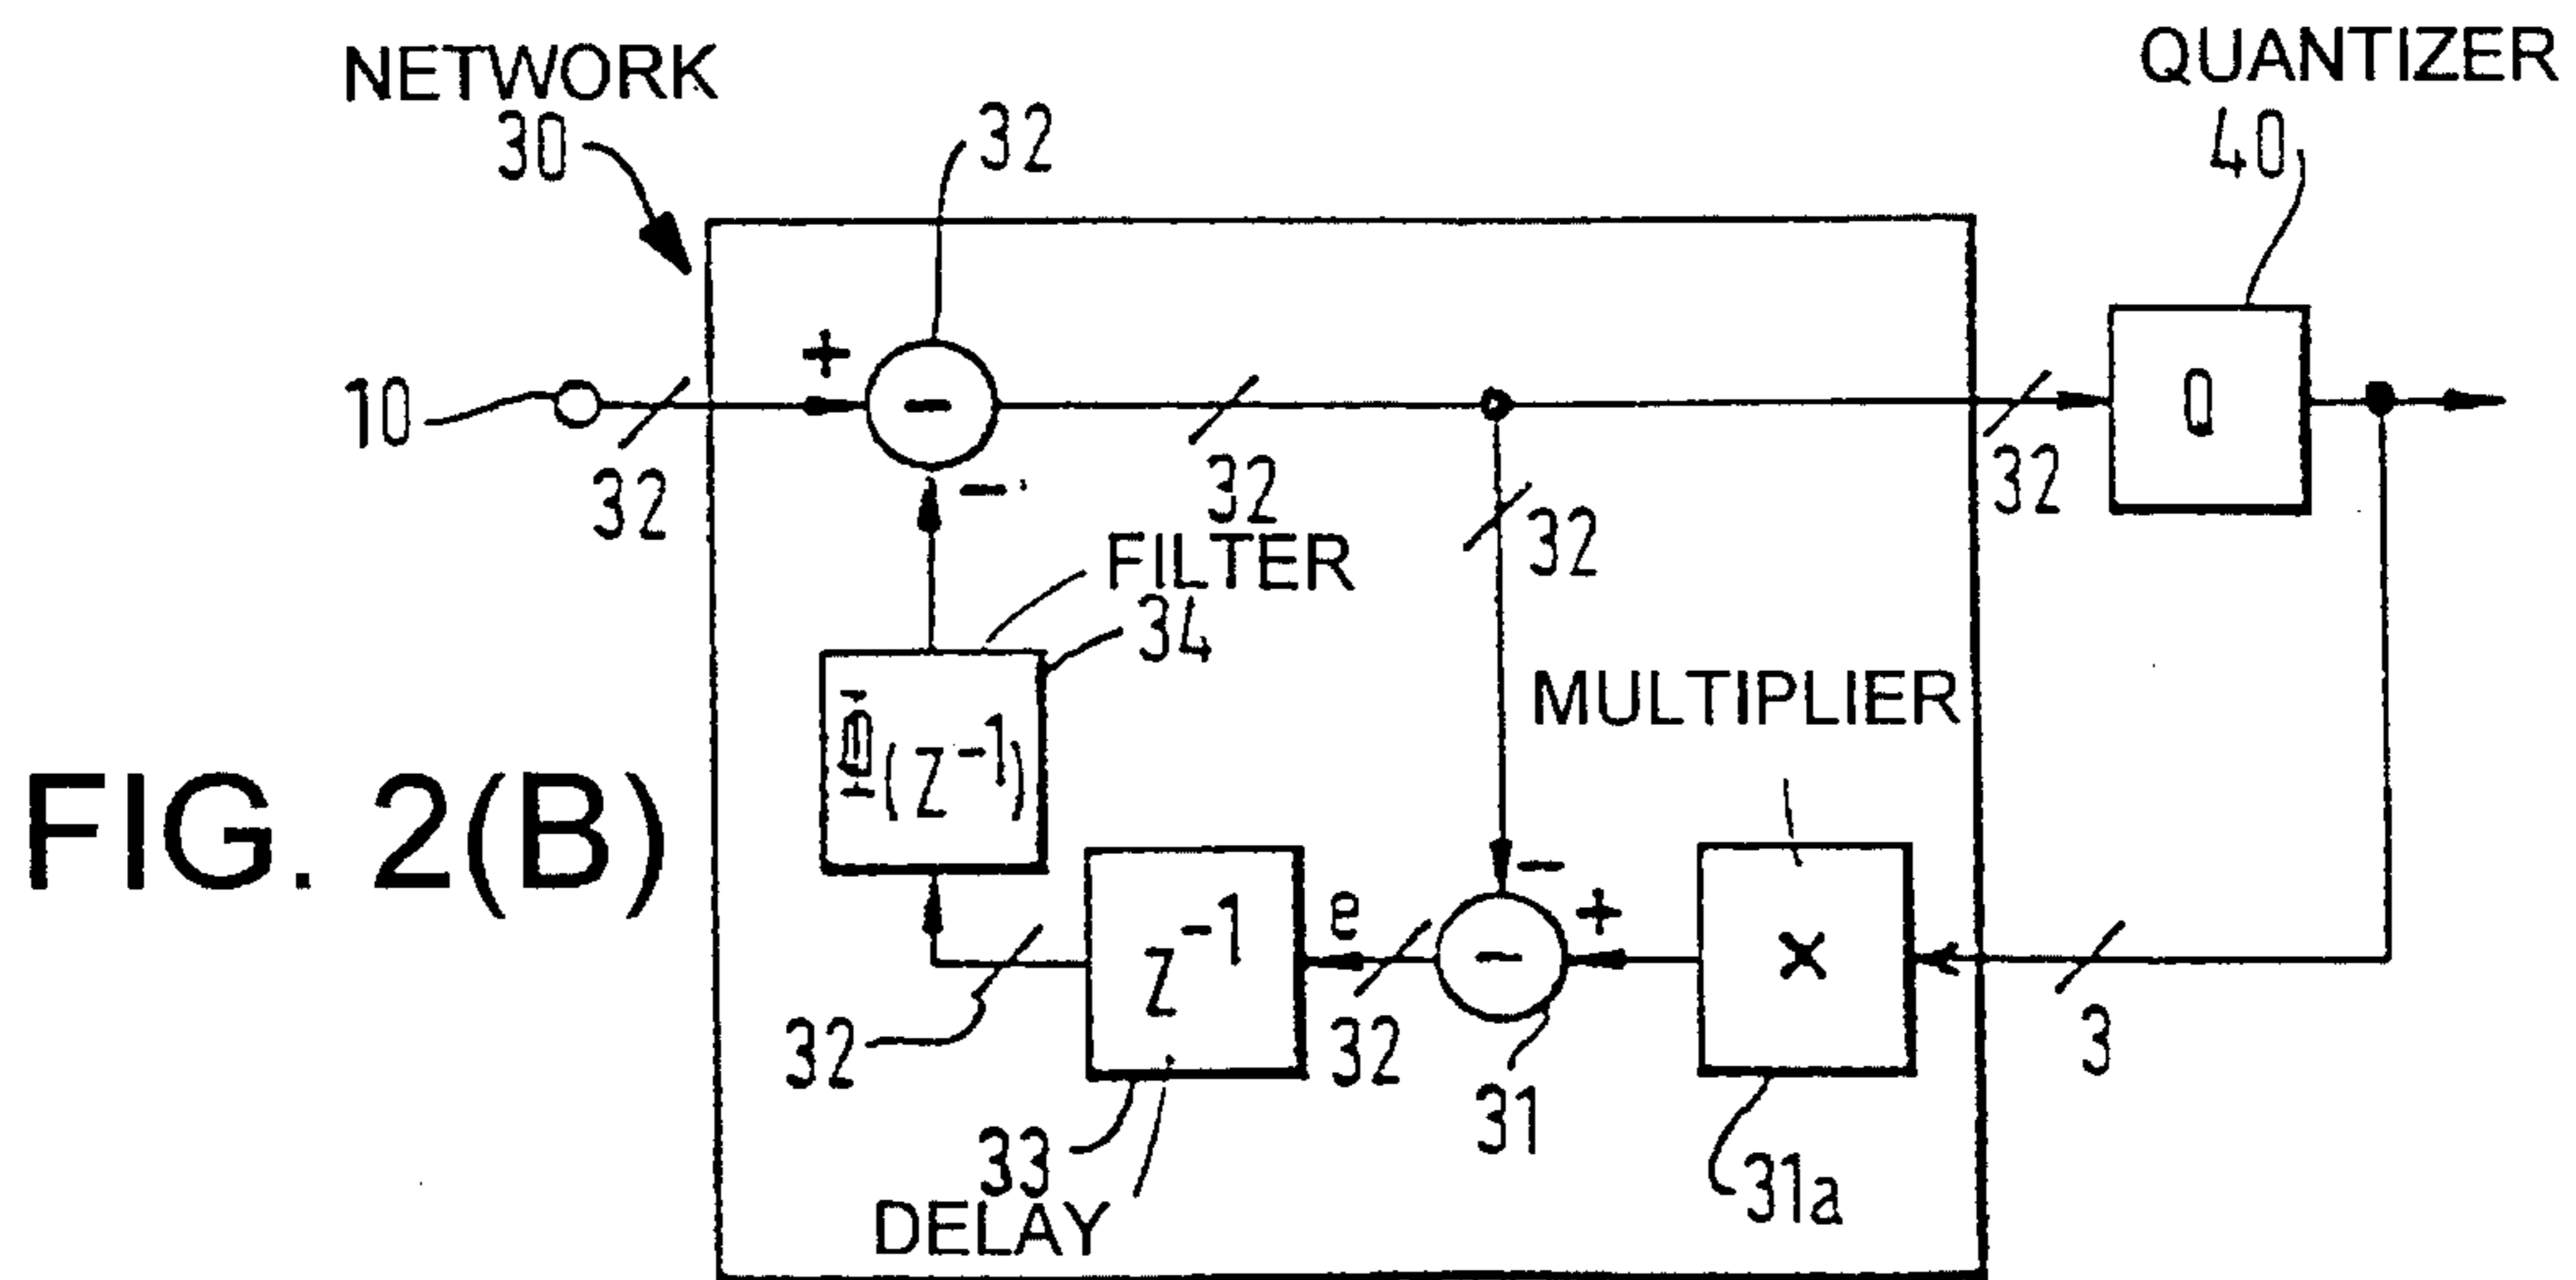 NETWORK
30
32
QUANTIZER
40
10
+
-
32
-
32
32
32
Q
FILTER
34
(z-1)
MULTIPLIER
FIG. 2(B)
32
z-1
e
32
-
-
+
×
3
33
DELAY
31
31a